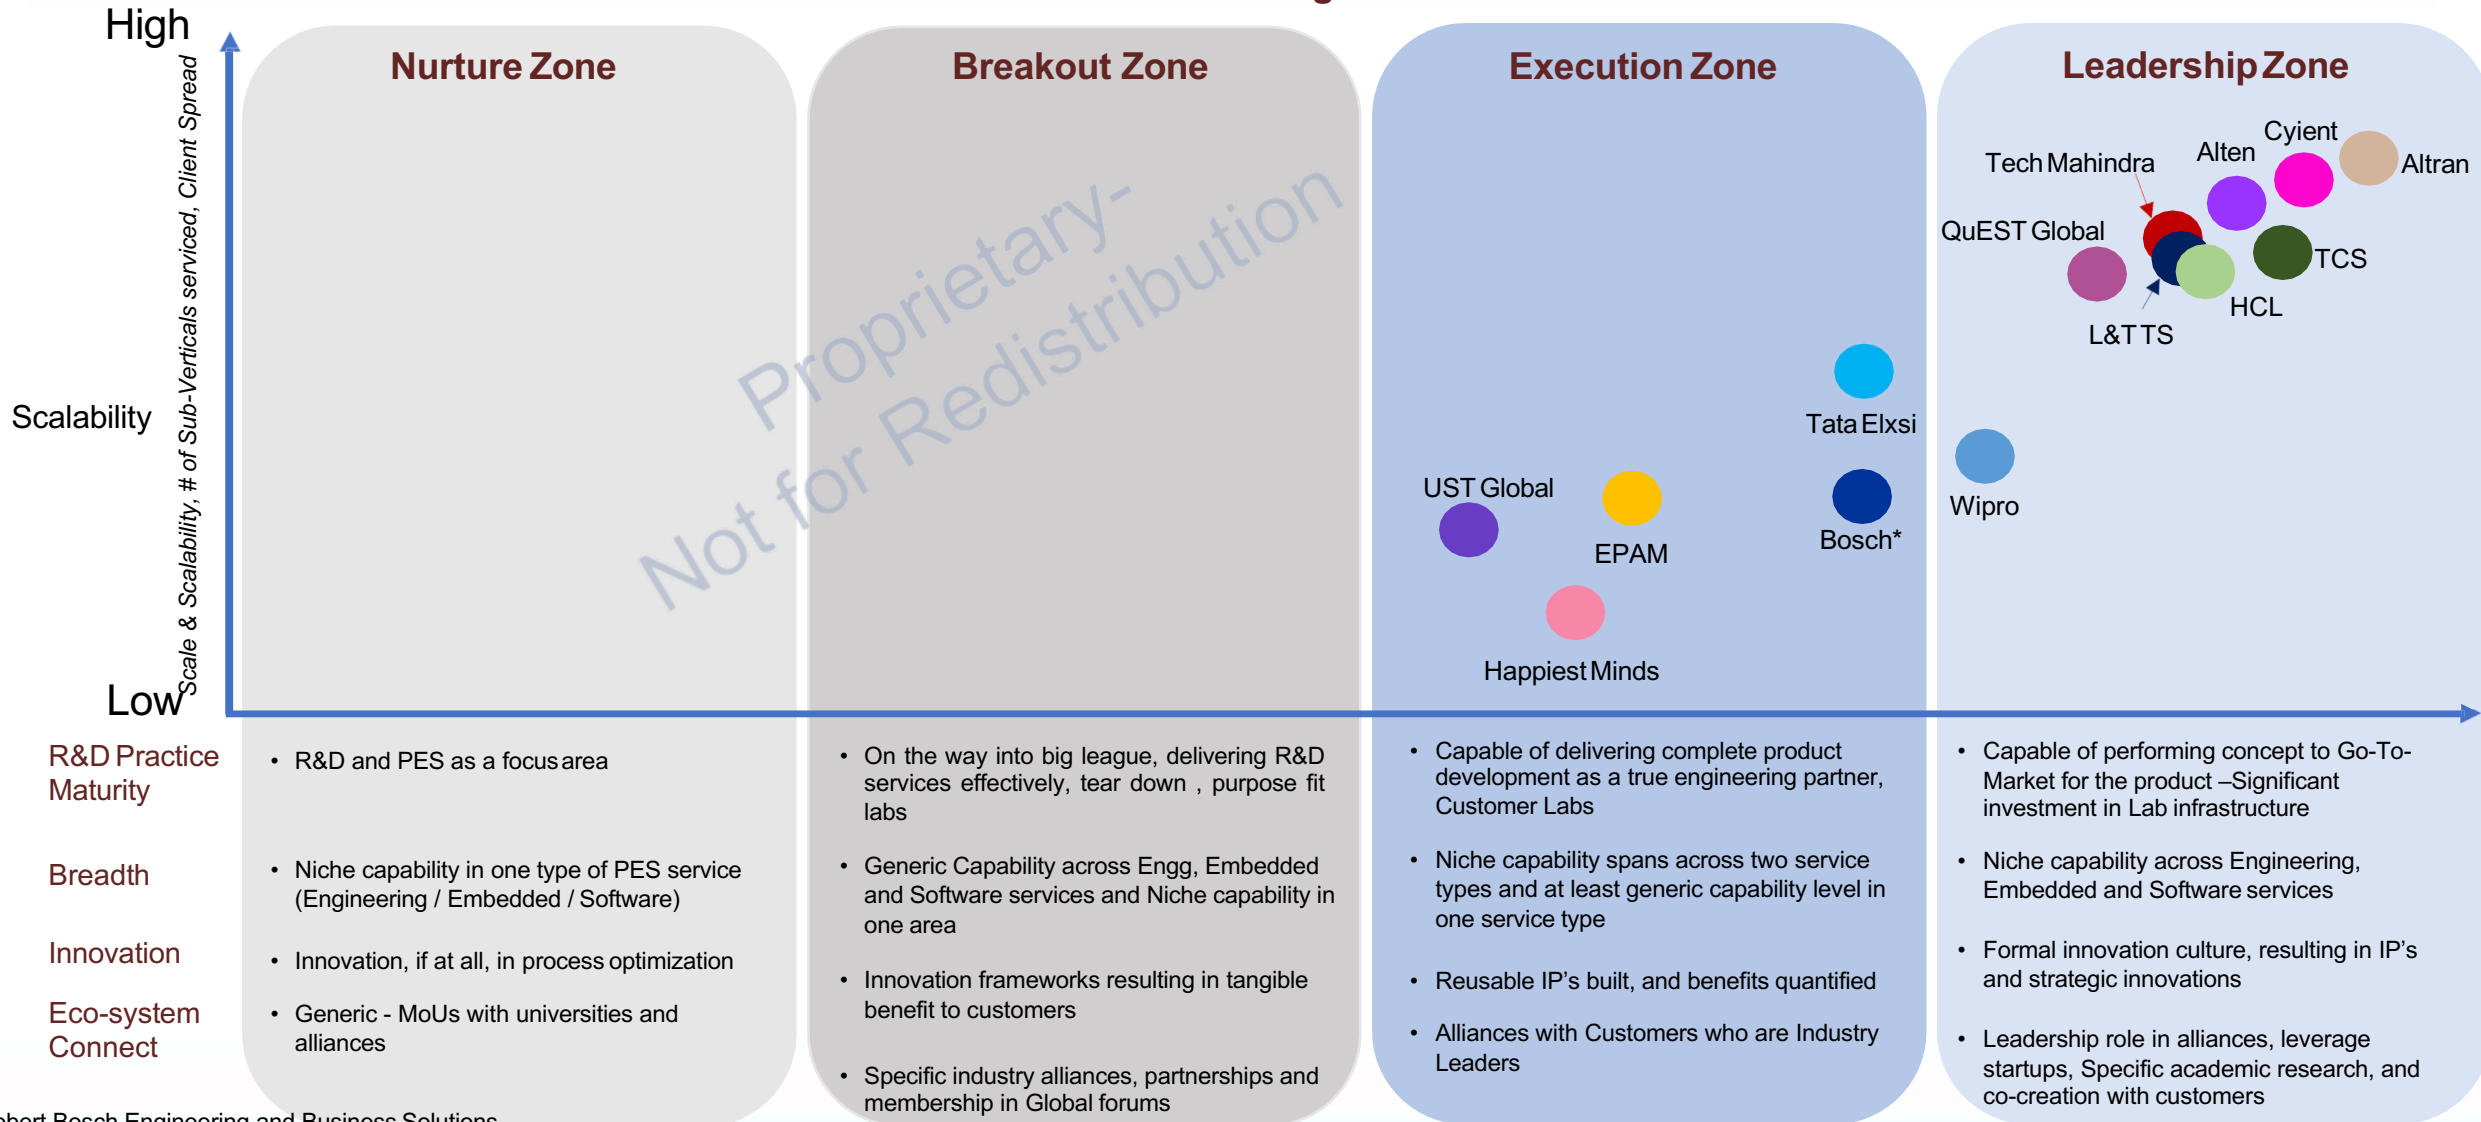 High
Scale & Scalability, # of Sub-Verticals serviced, Client Spread
Scalability
Low
Nurture Zone
Breakout Zone
Execution Zone
Leadership Zone
Proprietary-
Not for Redistribution
Cyient
Alten
Tech Mahindra
Altran
QuEST Global
TCS
HCL
L&T TS
Tata Elxsi
UST Global
Wipro
Bosch*
EPAM
Happiest Minds
R&D Practice
Maturity
• R&D and PES as a focus area
• On the way into big league, delivering R&D
services effectively, tear down , purpose fit
labs
• Capable of delivering complete product
development as a true engineering partner,
Customer Labs
• Capable of performing concept to Go-To-
Market for the product –Significant
investment in Lab infrastructure
Breadth
• Niche capability in one type of PES service
(Engineering / Embedded / Software)
• Generic Capability across Engg, Embedded
and Software services and Niche capability in
one area
• Niche capability spans across two service
types and at least generic capability level in
one service type
• Niche capability across Engineering,
Embedded and Software services
Innovation
• Innovation, if at all, in process optimization
• Innovation frameworks resulting in tangible
benefit to customers
• Reusable IP's built, and benefits quantified
• Formal innovation culture, resulting in IP's
and strategic innovations
Eco-system
Connect
• Generic - MoUs with universities and
alliances
• Specific industry alliances, partnerships and
membership in Global forums
• Alliances with Customers who are Industry
Leaders
• Leadership role in alliances, leverage
startups, Specific academic research, and
co-creation with customers
obert Bosch Engineering and Business Solutions